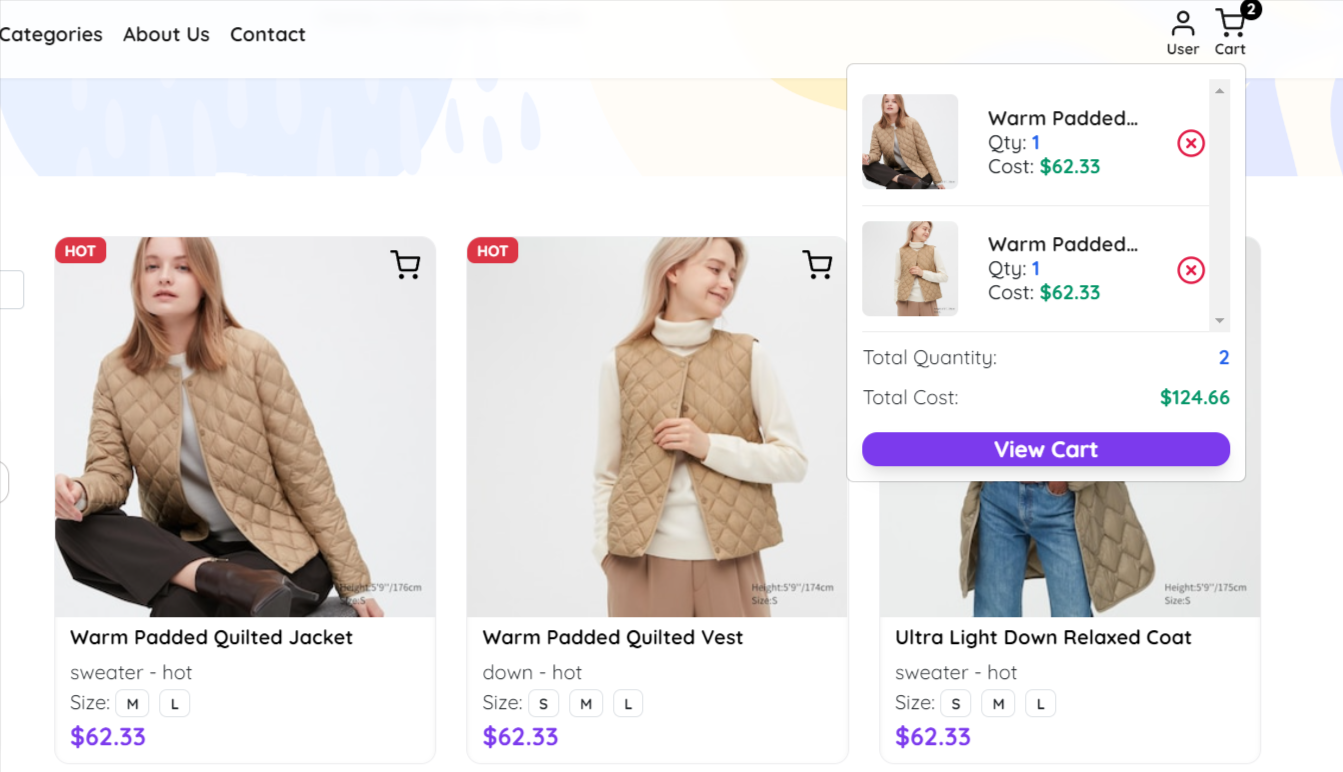 Categories About Us Contact
2
User Cart
Warm Padded...
Qty: 1
Cost: $62.33
Warm Padded...
Qty: 1
Cost: $62.33
Total Quantity: 2
Total Cost: $124.66
View Cart
HOT
Height:5'9''/176cm
Size:S
Warm Padded Quilted Jacket
sweater - hot
Size: M L
$62.33
HOT
Height:5'9''/174cm
Size:S
Warm Padded Quilted Vest
down - hot
Size: S M L
$62.33
Height:5'9''/175cm
Size:S
Ultra Light Down Relaxed Coat
sweater - hot
Size: S M L
$62.33